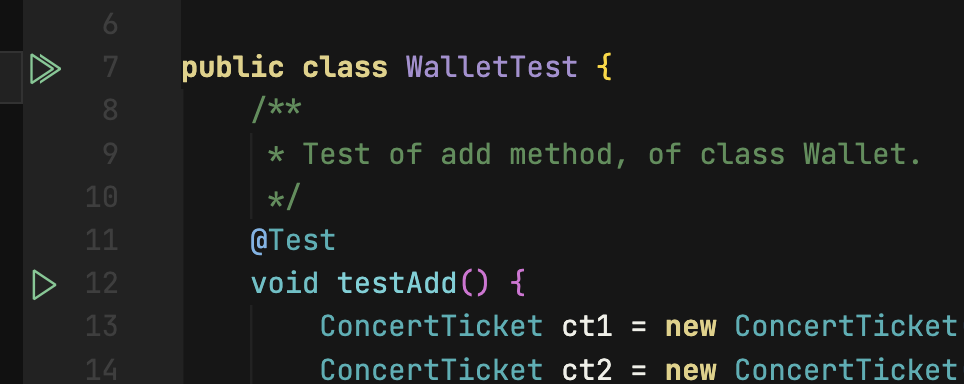 6
7 public class WalletTest {
8 /**
9 * Test of add method, of class Wallet.
10 */
11 @Test
12 void testAdd() {
13 ConcertTicket ct1 = new ConcertTicket
14 ConcertTicket ct2 = new ConcertTicket